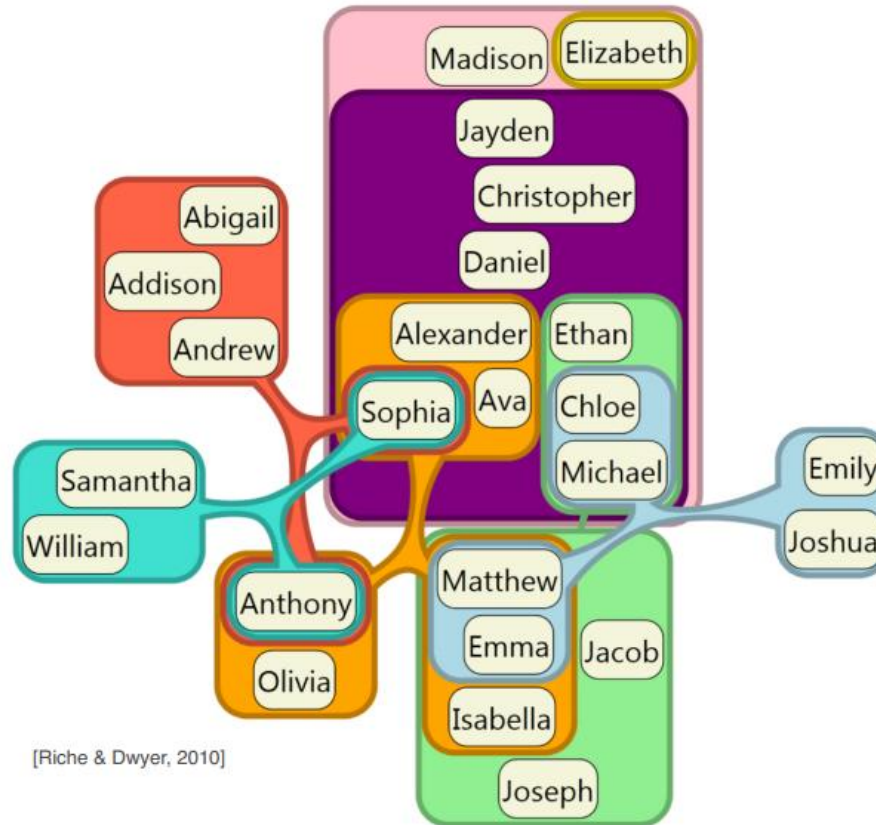 Madison
Elizabeth
Jayden
Christopher
Daniel
Abigail
Addison
Andrew
Alexander
Ethan
Sophia
Ava
Chloe
Michael
Samantha
William
Emily
Joshua
Anthony
Olivia
Matthew
Emma
Jacob
Isabella
Joseph
[Riche & Dwyer, 2010]